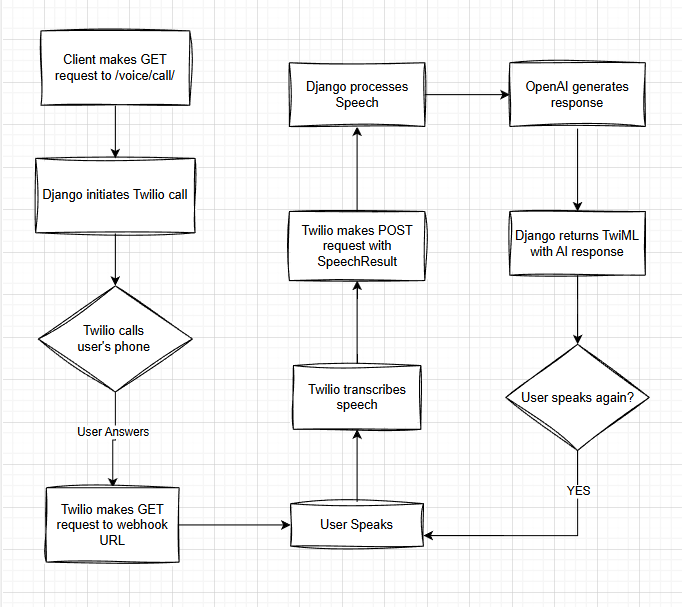 Client makes GET
request to /voice/call/
Django initiates Twilio call
Twilio calls
user's phone
User Answers
Twilio makes GET
request to webhook
URL
User Speaks
Twilio transcribes
speech
Twilio makes POST
request with
SpeechResult
Django processes
Speech
OpenAI generates
response
Django returns TwiML
with AI response
User speaks again?
YES